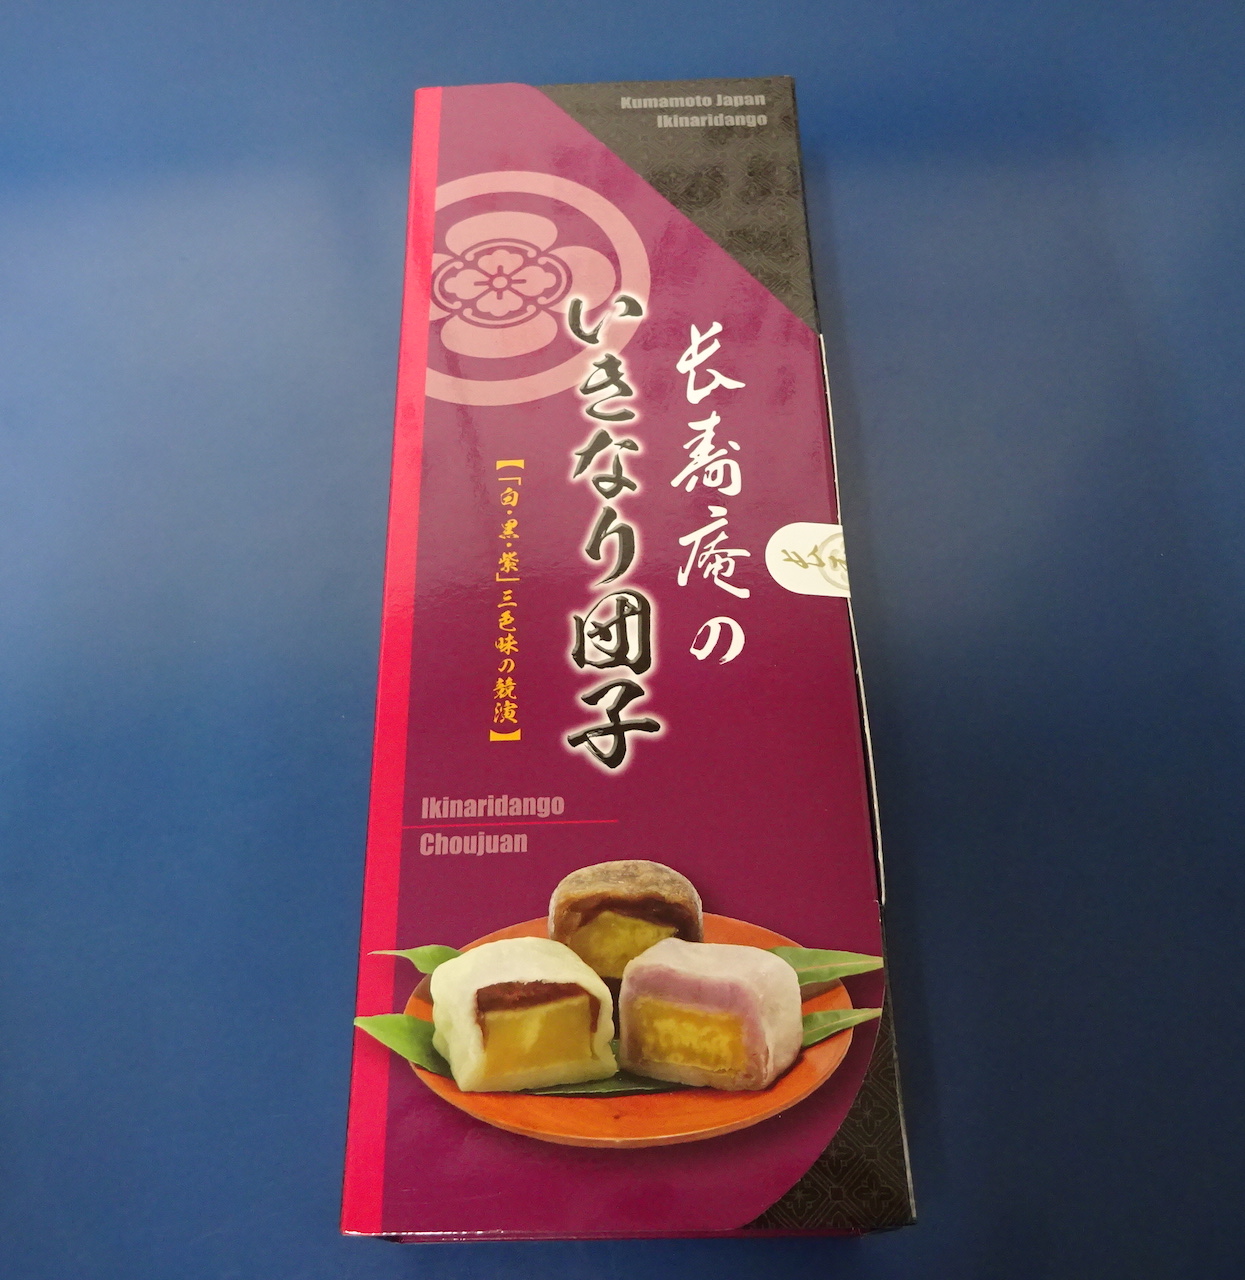 Kumamoto Japan
Ikinaridango
長寿庵の
いきなり団子
【「白・黒・紫」三色味の競演】
Ikinaridango
Choujuan